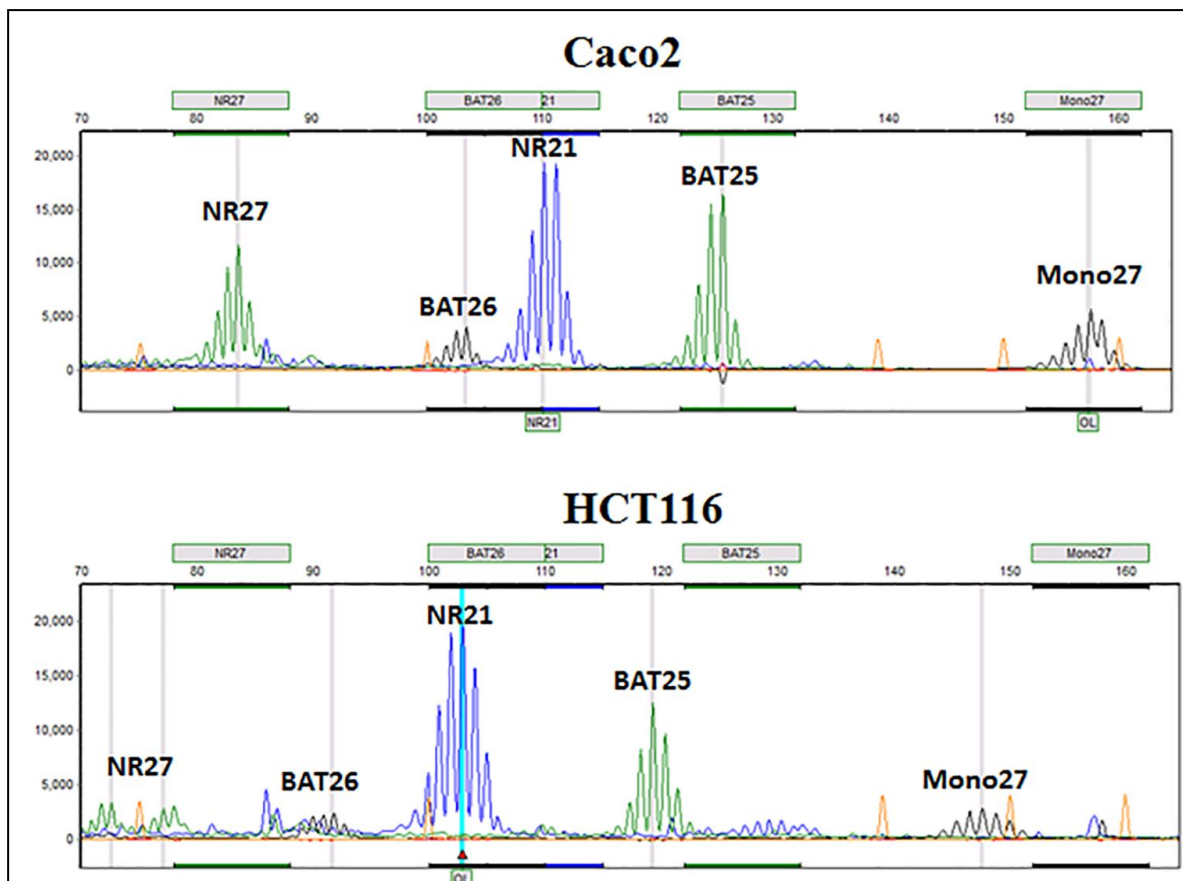 Caco2
NR27 BAT26 21 BAT25 Mono27
70 80 90 100 110 120 130 140 150 160
20,000
15,000
10,000
5,000
0
NR27
BAT26
NR21
BAT25
Mono27
NR21 OL
HCT116
NR27 BAT26 21 BAT25 Mono27
70 80 90 100 110 120 130 140 150 160
20,000
15,000
10,000
5,000
0
NR27
BAT26
NR21
BAT25
Mono27
OL